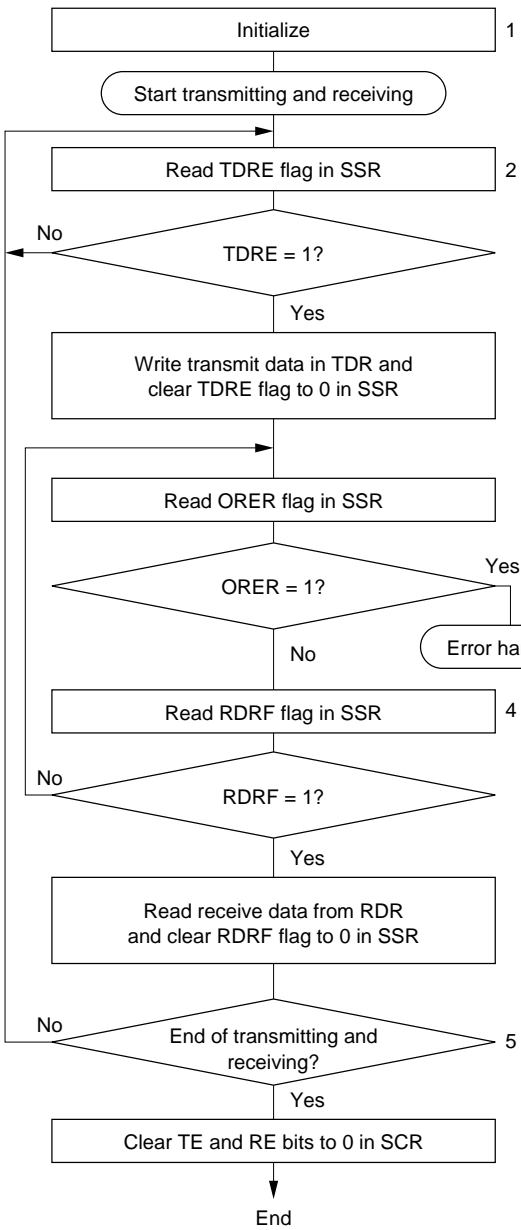 Initialize
1
Start transmitting and receiving
Read TDRE flag in SSR
2
No
TDRE = 1?
Yes
Write transmit data in TDR and
clear TDRE flag to 0 in SSR
Read ORER flag in SSR
Yes
ORER = 1?
No
Error
Read RDRF flag in SSR
4
No
RDRF = 1?
Yes
Read receive data from RDR
and clear RDRF flag to 0 in SSR
No
End of transmitting and
receiving?
5
Yes
Clear TE and RE bits to 0 in SCR
End